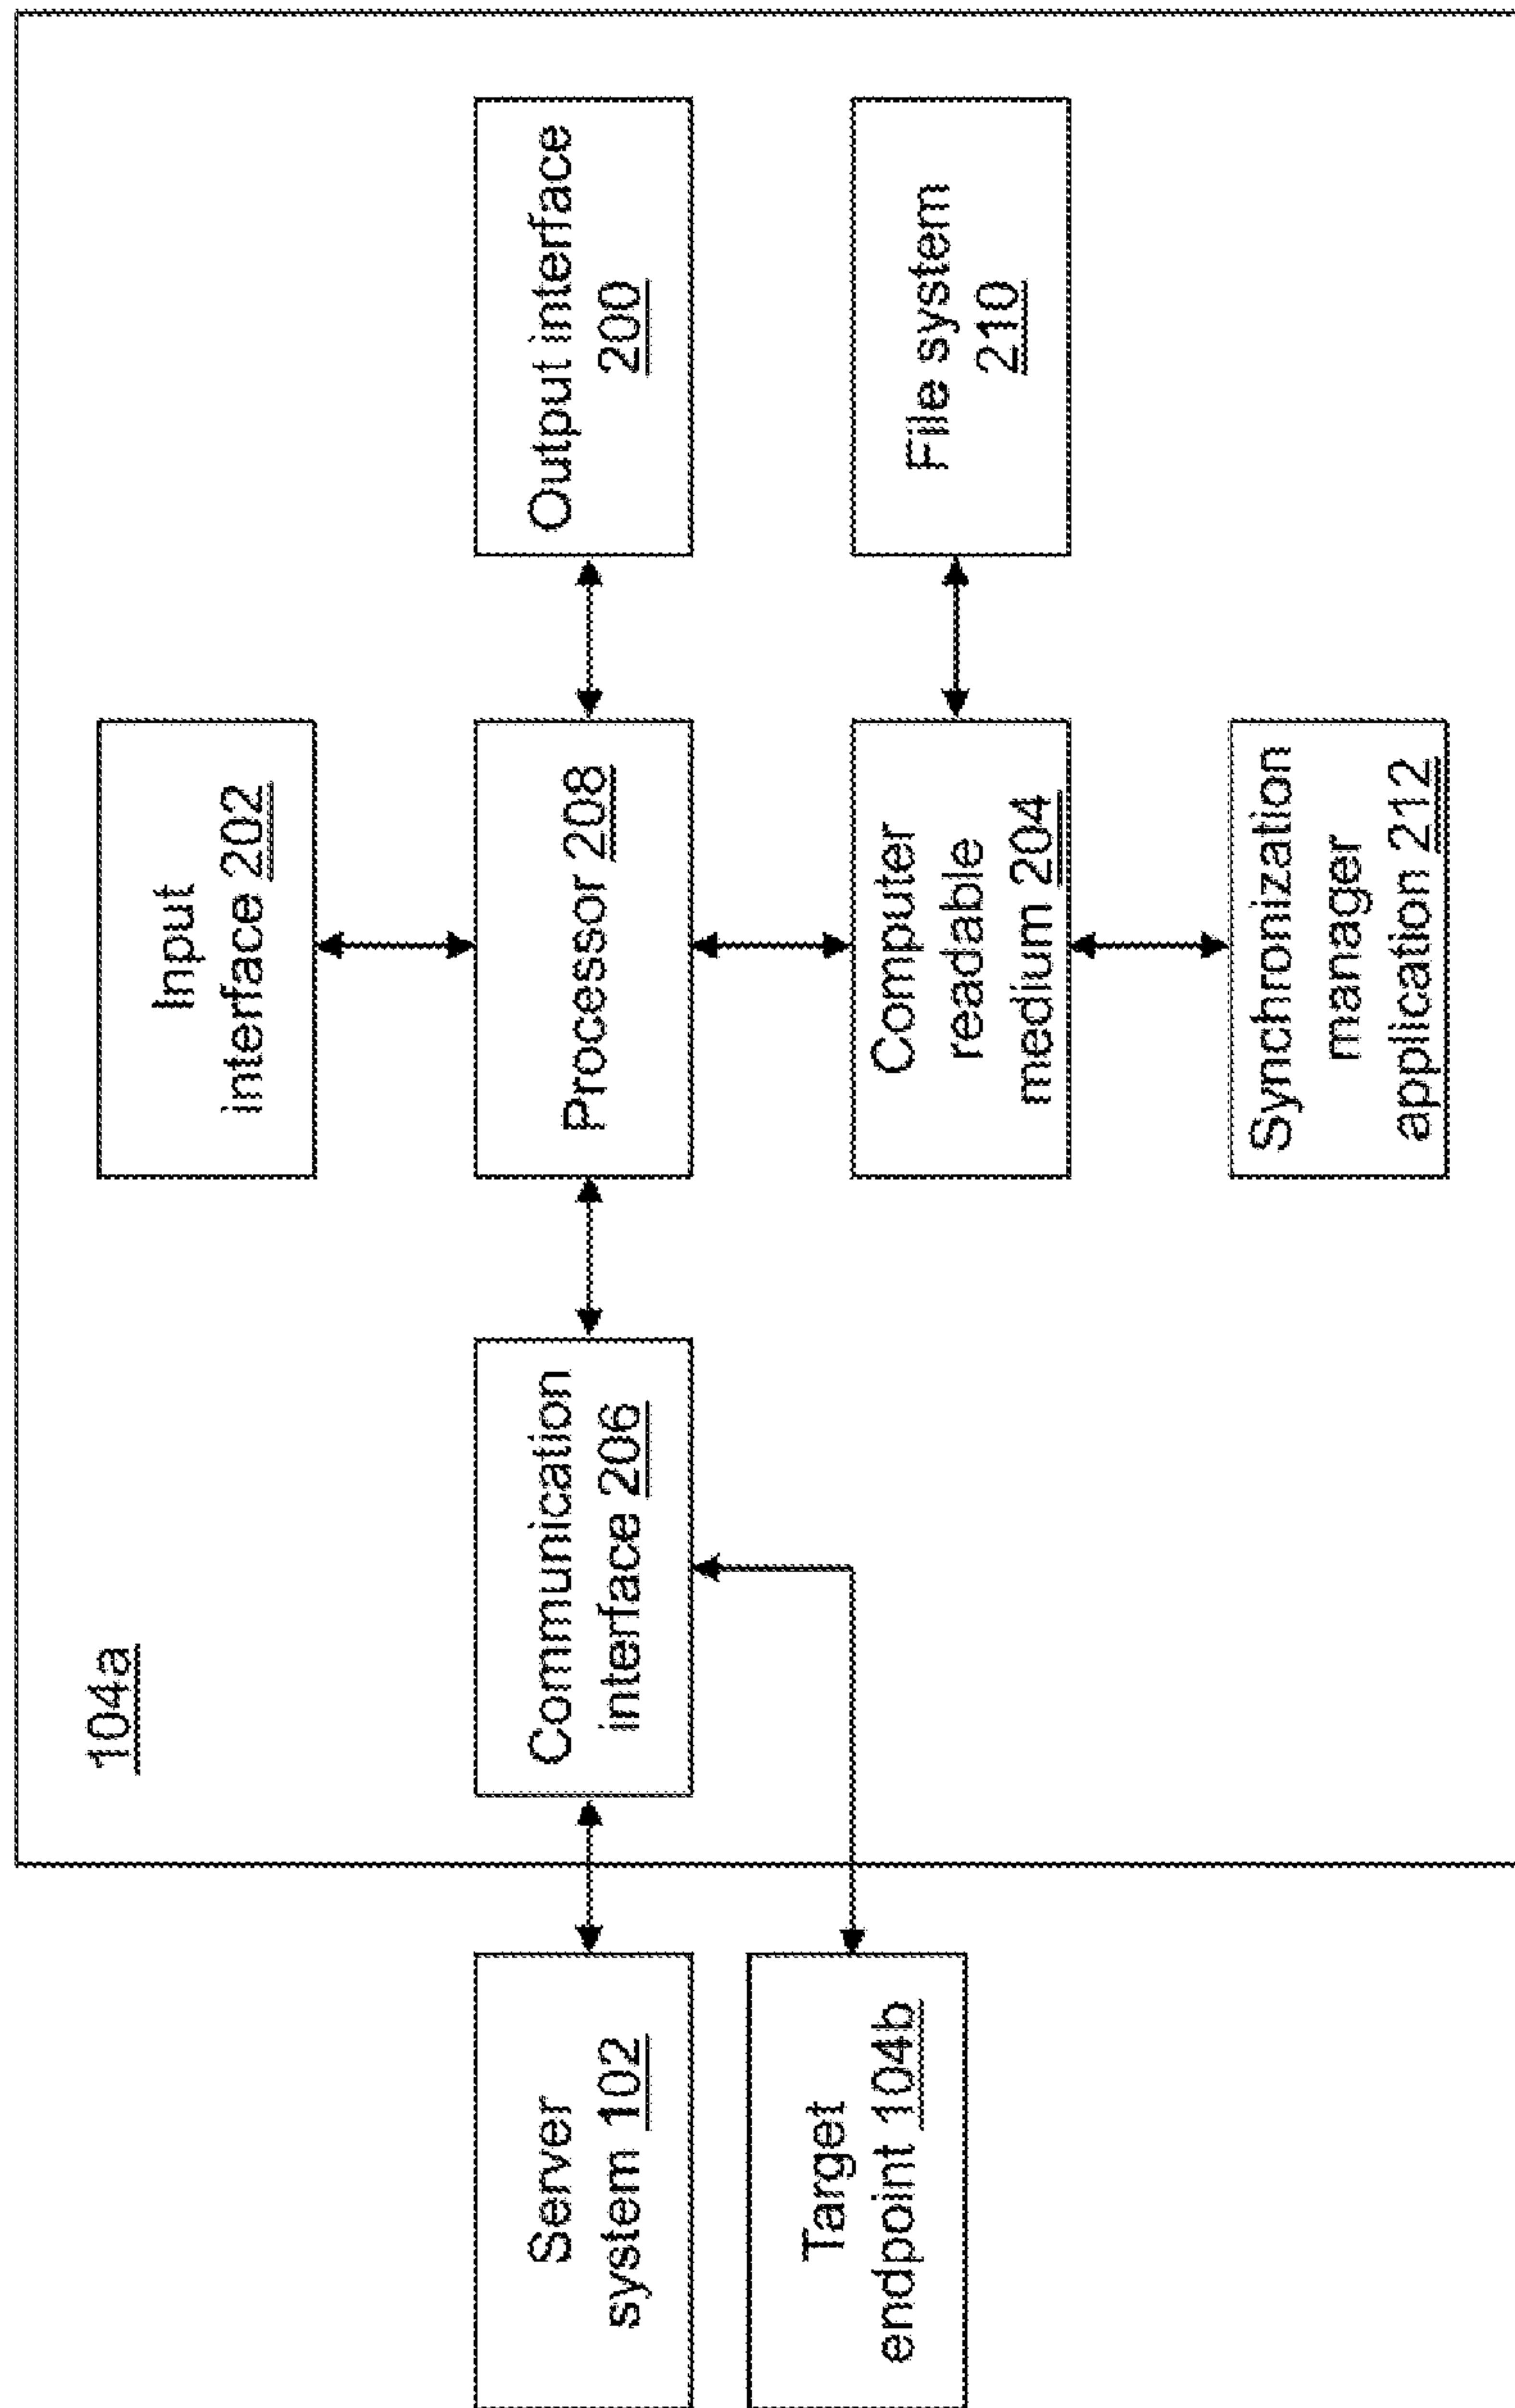 104a
Input
interface 202
Server
system 102
Communication
interface 206
Processor 208
Output interface
200
Target
endpoint 104b
Computer
readable
medium 204
File system
210
Synchronization
manager
application 212